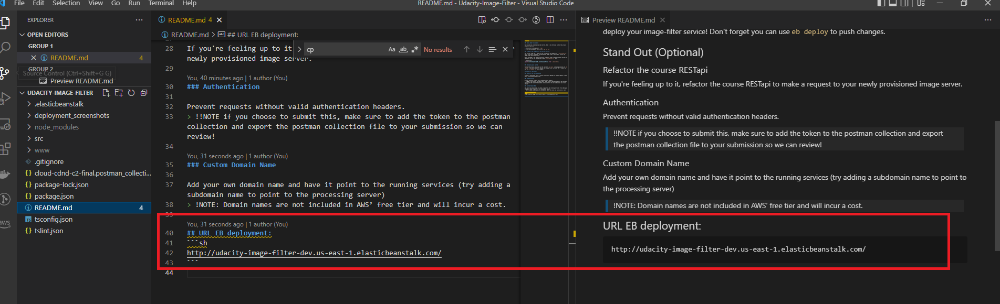 File Edit Selection View Go Run Terminal Help
README.md - Udacity-Image-Filter - Visual Studio Code
EXPLORER
OPEN EDITORS
GROUP 1
README.md 4
GROUP 2
Source Control (Ctrl+Shift+G G)
Preview README.md
UDACITY-IMAGE-FILTER
.elasticbeanstalk
deployment_screenshots
node_modules
src
www
.gitignore
cloud-cdnd-c2-final.postman_collecti...
package-lock.json
package.json
README.md 4
tsconfig.json
tslint.json
aws
README.md 4
README.md > ## URL EB deployment:
cp
Aa ab
No results
28 If you're feeling up to it
newly provisioned image server.
29
You, 40 minutes ago | 1 author (You)
30 ### Authentication
31
32 Prevent requests without valid authentication headers.
33 > !!NOTE if you choose to submit this, make sure to add the token to the postman
collection and export the postman collection file to your submission so we can
review!
34
You, 31 seconds ago | 1 author (You)
35 ### Custom Domain Name
36
37 Add your own domain name and have it point to the running services (try adding a
subdomain name to point to the processing server)
38 > !NOTE: Domain names are not included in AWS’ free tier and will incur a cost.
39
You, 31 seconds ago | 1 author (You)
40 ## URL EB deployment:
41 ```sh
42 http://udacity-image-filter-dev.us-east-1.elasticbeanstalk.com/
43 ```
44
Preview README.md
deploy your image-filter service! Don't forget you can use eb deploy to push changes.
Stand Out (Optional)
Refactor the course RESTapi
If you're feeling up to it, refactor the course RESTapi to make a request to your newly provisioned image server.
Authentication
Prevent requests without valid authentication headers.
!!NOTE if you choose to submit this, make sure to add the token to the postman collection and export
the postman collection file to your submission so we can review!
Custom Domain Name
Add your own domain name and have it point to the running services (try adding a subdomain name to point to
the processing server)
!NOTE: Domain names are not included in AWS’ free tier and will incur a cost.
URL EB deployment:
http://udacity-image-filter-dev.us-east-1.elasticbeanstalk.com/